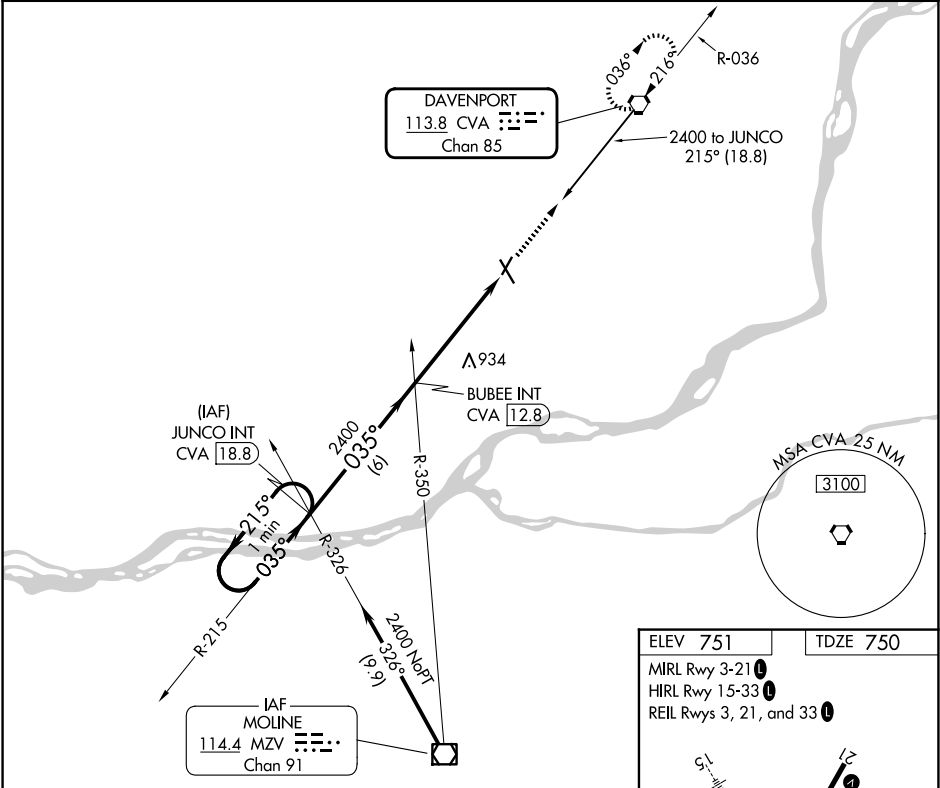 R-036
036°
216°
DAVENPORT
113.8 CVA
Chan 85
2400 to JUNCO
215° (18.8)
934
BUBEE INT
CVA 12.8
(IAF)
JUNCO INT
CVA 18.8
2400
035°
(6)
R-350
MSA CVA 25 NM
3100
215°
1 min
035°
R-326
R-215
2400 NoPT
326°
(9.9)
IAF
MOLINE
114.4 MZV
Chan 91
ELEV 751
TDZE 750
MIRL Rwy 3-21 L
HIRL Rwy 15-33 L
REIL Rwys 3, 21, and 33 L
15
21